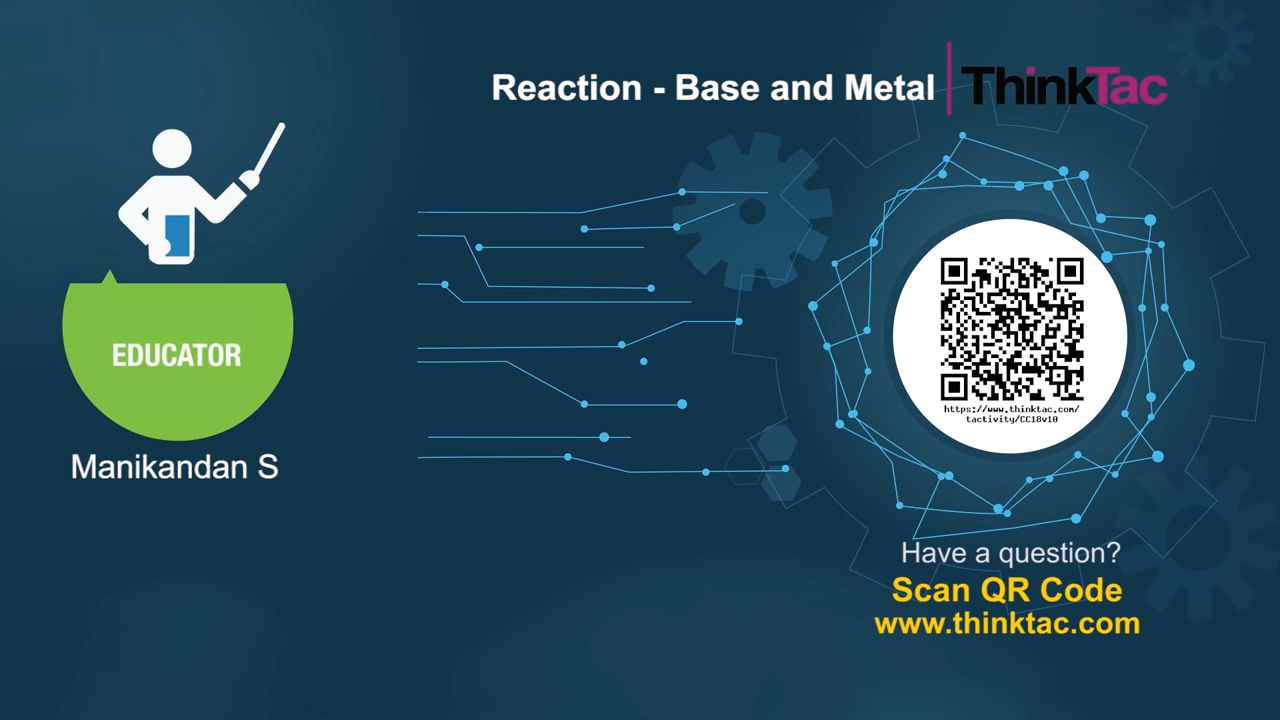 Reaction - Base and Metal
ThinkTac
EDUCATOR
Manikandan S
https://www.thinktac.com/
tactivity/CC18v10
Have a question?
Scan QR Code
www.thinktac.com